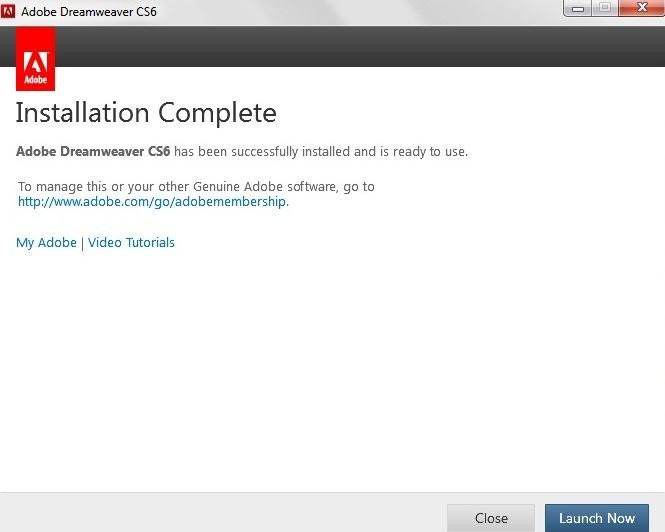 Adobe Dreamweaver CS6
Adobe
Installation Complete
Adobe Dreamweaver CS6 has been successfully installed and is ready to use.
To manage this or your other Genuine Adobe software, go to
http://www.adobe.com/go/adobemembership.
My Adobe | Video Tutorials
Close
Launch Now